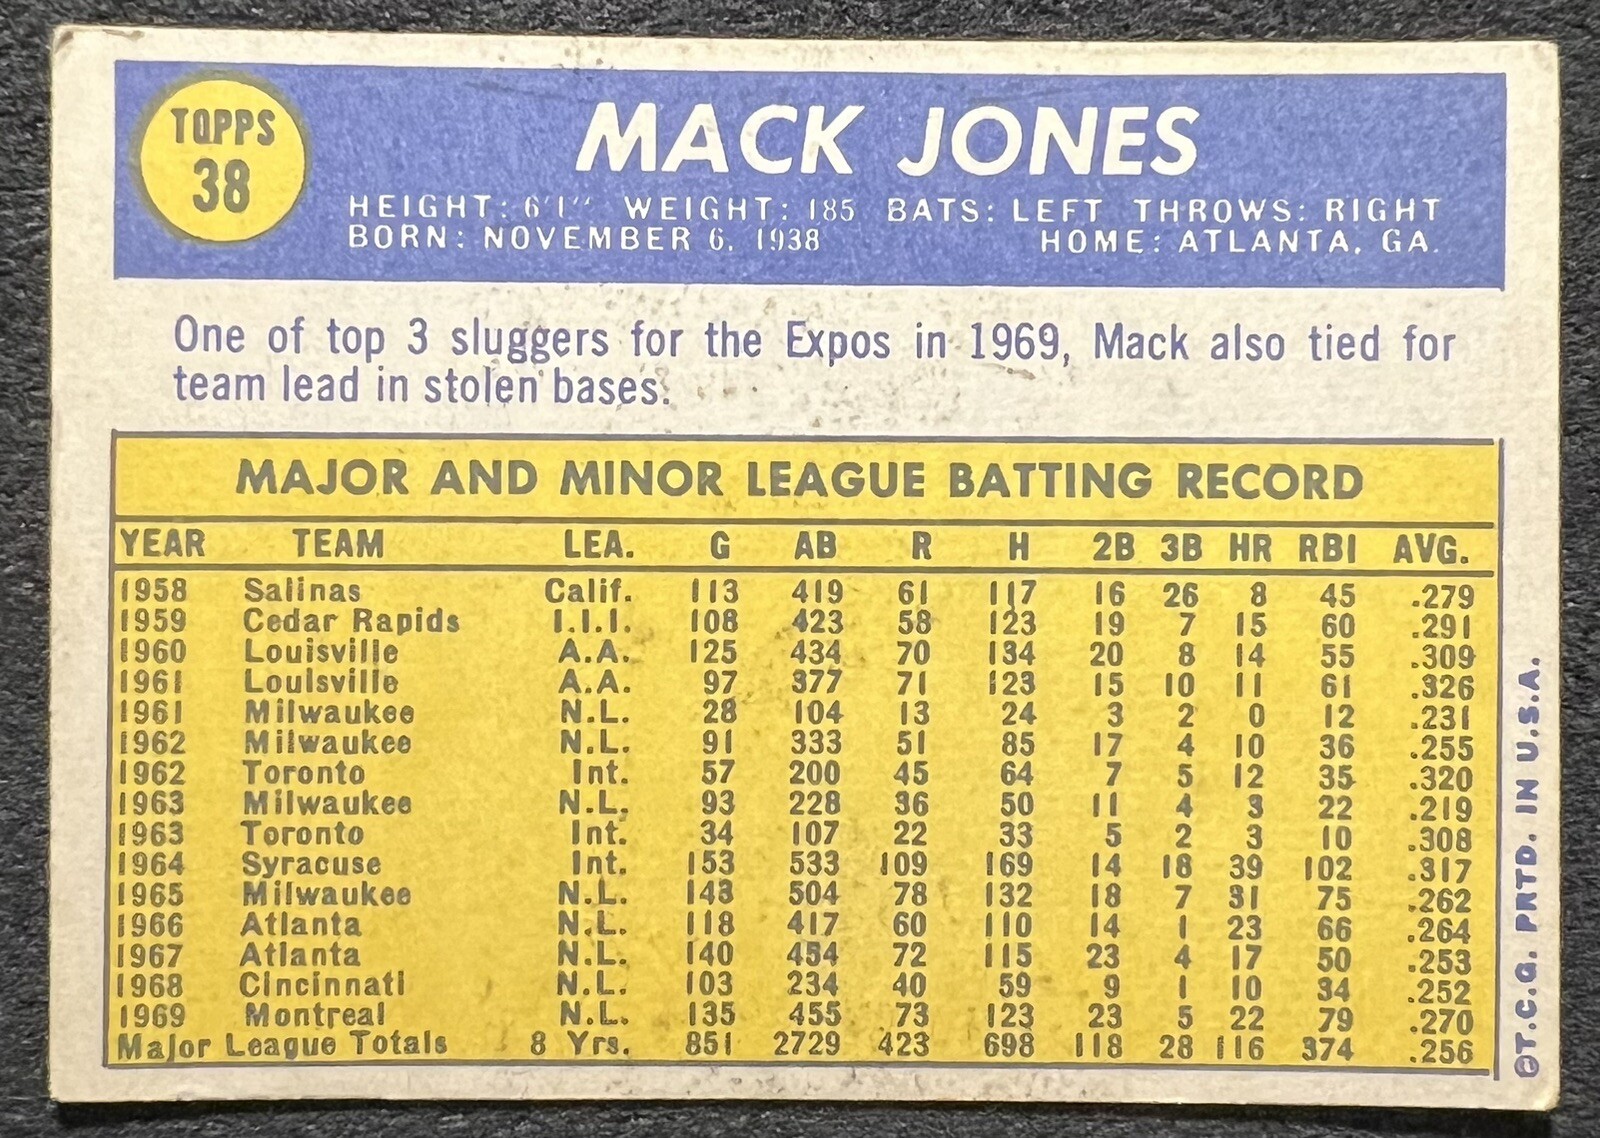 TOPPS
38
MACK JONES
HEIGHT: 6'1" WEIGHT: 185 BATS: LEFT THROWS: RIGHT
BORN: NOVEMBER 6, 1938 HOME: ATLANTA, GA.
One of top 3 sluggers for the Expos in 1969, Mack also tied for
team lead in stolen bases.
MAJOR AND MINOR LEAGUE BATTING RECORD
YEAR TEAM LEA. G AB R H 2B 3B HR RBI AVG.
1958 Salinas Calif. 113 419 61 117 16 26 8 45 .279
1959 Cedar Rapids I.I.I. 108 423 58 123 19 7 15 60 .291
1960 Louisville A.A. 125 434 70 134 20 8 14 55 .309
1961 Louisville A.A. 97 377 71 123 15 10 11 61 .326
1961 Milwaukee N.L. 28 104 13 24 3 2 0 12 .231
1962 Milwaukee N.L. 91 333 51 85 17 4 10 36 .255
1962 Toronto Int. 57 200 45 64 7 5 12 35 .320
1963 Milwaukee N.L. 93 228 36 50 11 4 3 22 .219
1963 Toronto Int. 34 107 22 33 5 2 3 10 .308
1964 Syracuse Int. 153 533 109 169 14 18 39 102 .317
1965 Milwaukee N.L. 143 504 78 132 18 7 31 75 .262
1966 Atlanta N.L. 118 417 60 110 14 1 23 66 .264
1967 Atlanta N.L. 140 454 72 115 23 4 17 50 .253
1968 Cincinnati N.L. 103 234 40 59 9 1 10 34 .252
1969 Montreal N.L. 135 455 73 123 23 5 22 79 .270
Major League Totals 8 Yrs. 851 2729 423 698 118 28 116 374 .256
©T.C.G. PRTD. IN U.S.A.